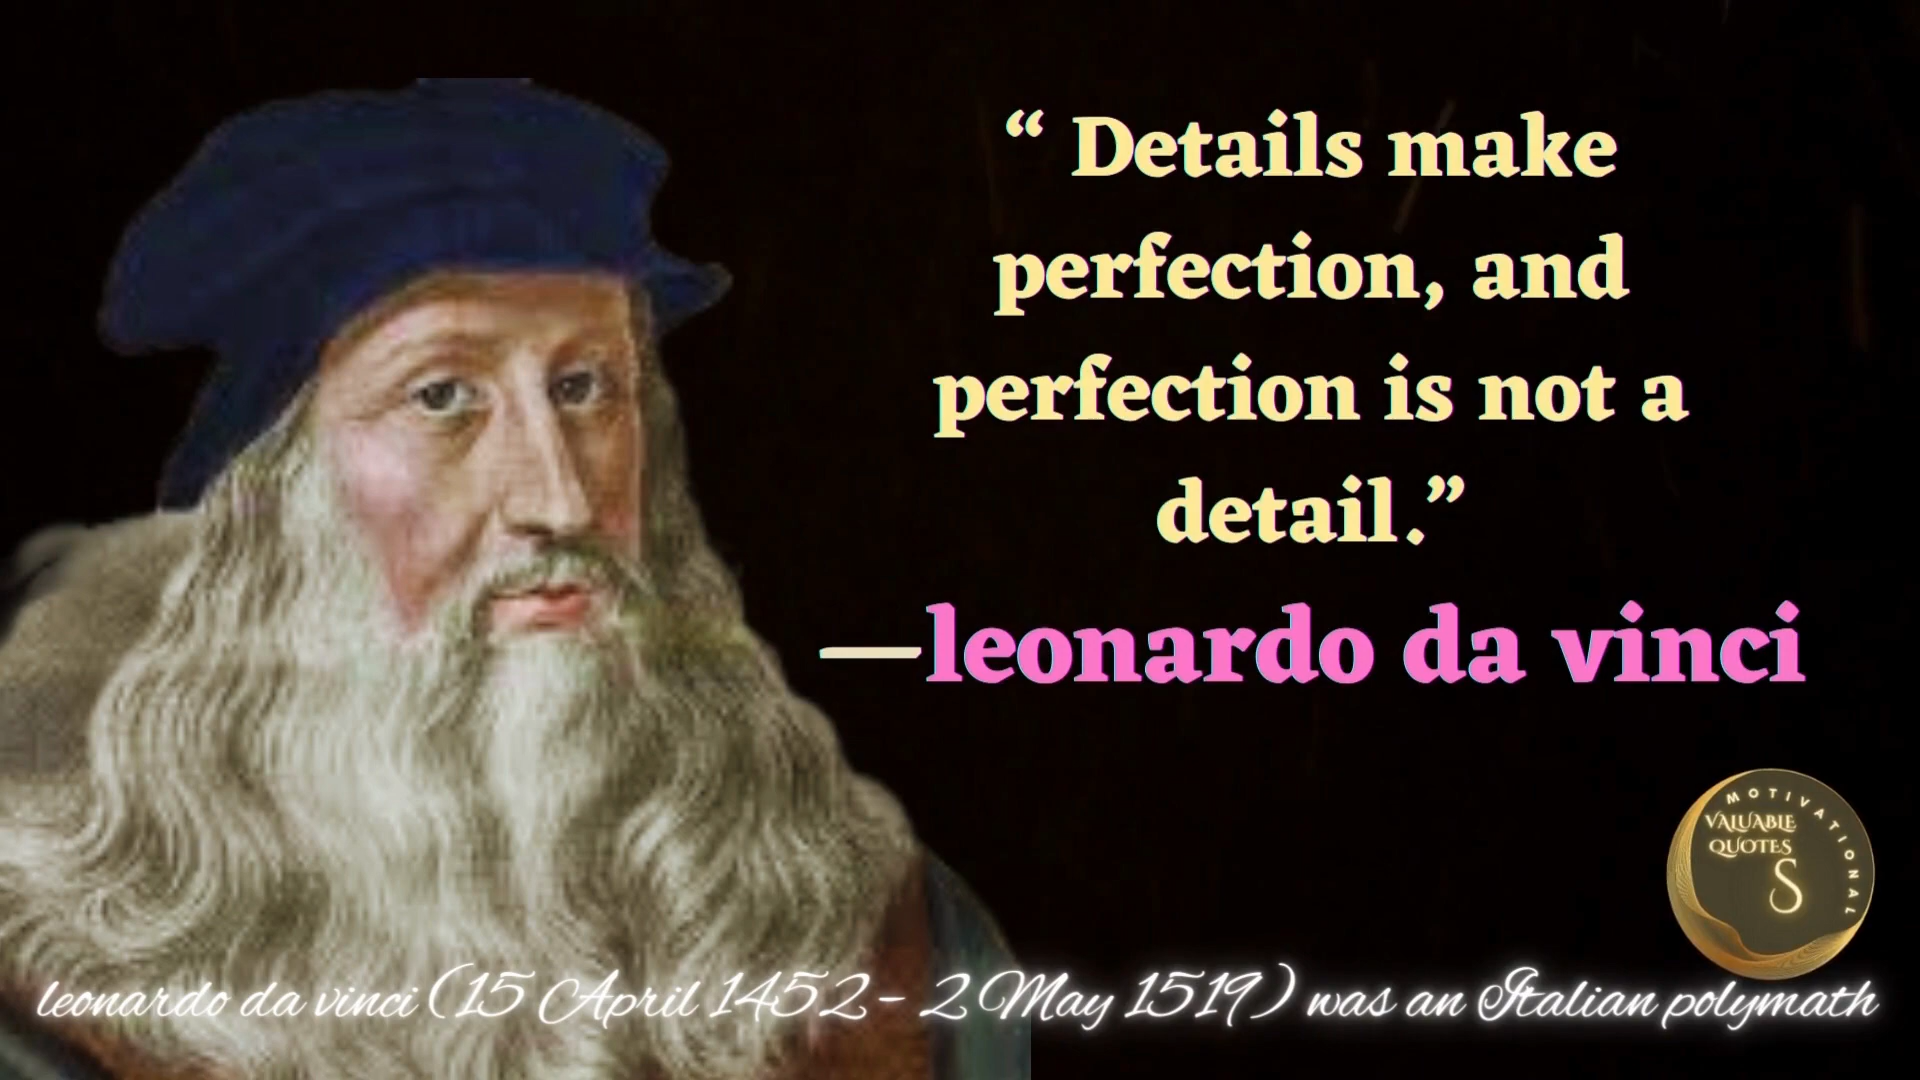 “ Details make
perfection, and
perfection is not a
detail.”
—leonardo da vinci
MOTIVATIONAL
VALUABLE
QUOTES
S
leonardo da vinci (15 April 1452 - 2 May 1519) was an Italian polymath